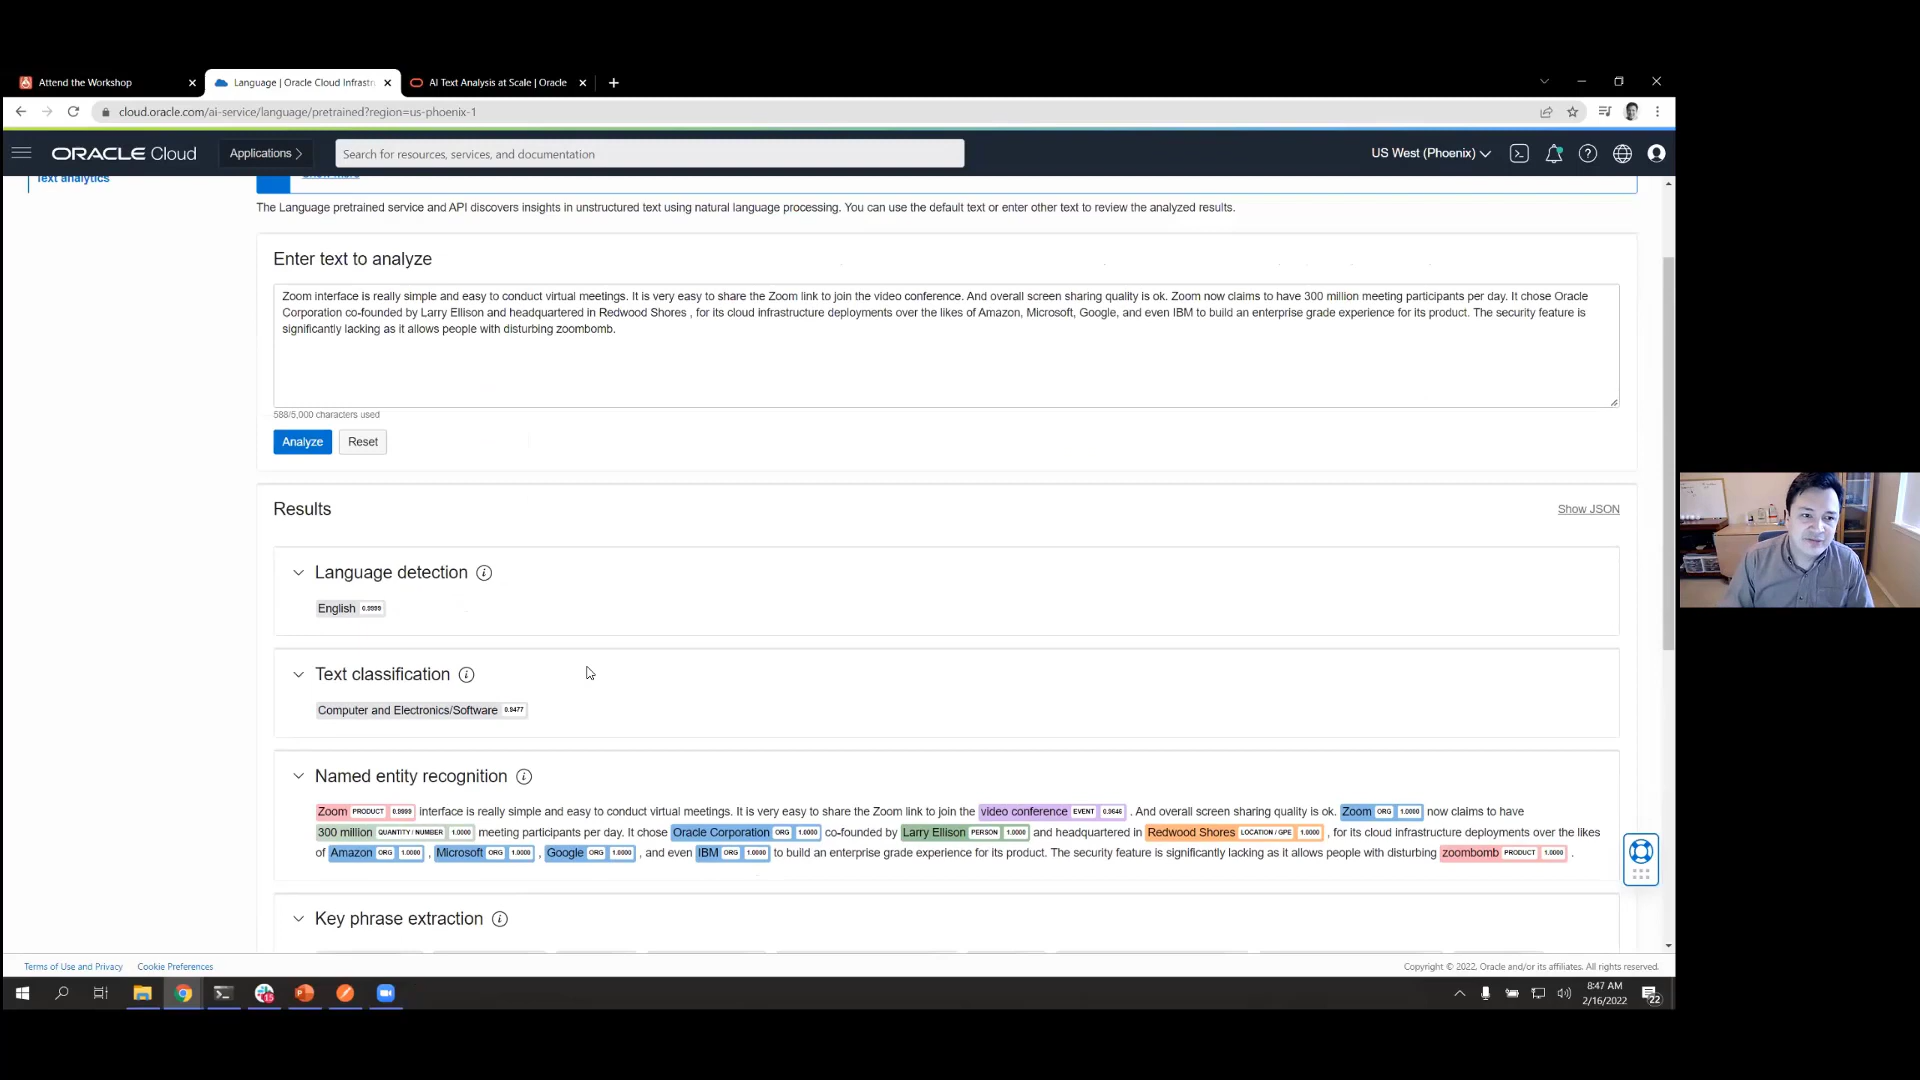 Attend the Workshop
Language | Oracle Cloud Infrastr
AI Text Analysis at Scale | Oracle
cloud.oracle.com/ai-service/language/pretrained?region=us-phoenix-1
ORACLE Cloud
Applications
Search for resources, services, and documentation
US West (Phoenix)
Text analytics
Show more
The Language pretrained service and API discovers insights in unstructured text using natural language processing. You can use the default text or enter other text to review the analyzed results.
Enter text to analyze
Zoom interface is really simple and easy to conduct virtual meetings. It is very easy to share the Zoom link to join the video conference. And overall screen sharing quality is ok. Zoom now claims to have 300 million meeting participants per day. It chose Oracle
Corporation co-founded by Larry Ellison and headquartered in Redwood Shores , for its cloud infrastructure deployments over the likes of Amazon, Microsoft, Google, and even IBM to build an enterprise grade experience for its product. The security feature is
significantly lacking as it allows people with disturbing zoombomb.
588/5,000 characters used
Analyze Reset
Results
Show JSON
Language detection
English 0.9999
Text classification
Computer and Electronics/Software 0.9477
Named entity recognition
Zoom PRODUCT 0.9993 interface is really simple and easy to conduct virtual meetings. It is very easy to share the Zoom link to join the video conference EVENT 0.9646 . And overall screen sharing quality is ok. Zoom ORG 1.0000 now claims to have
300 million QUANTITY / NUMBER 1.0000 meeting participants per day. It chose Oracle Corporation ORG 1.0000 co-founded by Larry Ellison PERSON 1.0000 and headquartered in Redwood Shores LOCATION / GPE 1.0000 , for its cloud infrastructure deployments over the likes
of Amazon ORG 1.0000 , Microsoft ORG 1.0000 , Google ORG 1.0000 , and even IBM ORG 1.0000 to build an enterprise grade experience for its product. The security feature is significantly lacking as it allows people with disturbing zoombomb PRODUCT 1.0000 .
Key phrase extraction
Terms of Use and Privacy
Cookie Preferences
Copyright © 2022, Oracle and/or its affiliates. All rights reserved.
15
8:47 AM
2/16/2022
22